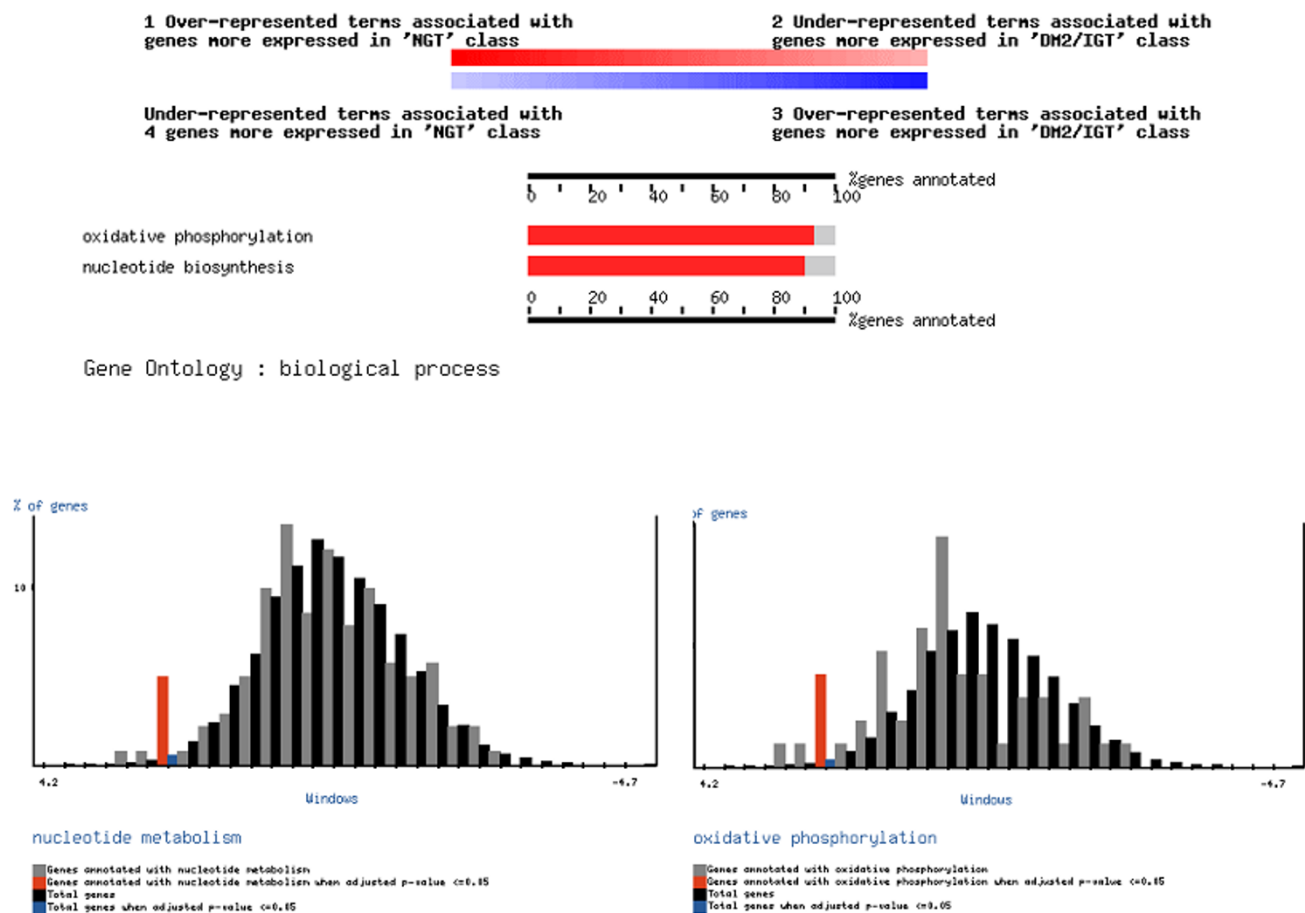 1 Over-represented terms associated with
genes more expressed in 'NGT' class
2 Under-represented terms associated with
genes more expressed in 'DM2/IGT' class
Under-represented terms associated with
4 genes more expressed in 'NGT' class
3 Over-represented terms associated with
genes more expressed in 'DM2/IGT' class
%genes annotated
0 20 40 60 80 100
oxidative phosphorylation
nucleotide biosynthesis
0 20 40 60 80 100
%genes annotated
Gene Ontology : biological process
% of genes
10
4.2 -4.7
Windows
nucleotide metabolism
Genes annotated with nucleotide metabolism
Genes annotated with nucleotide metabolism when adjusted p-value <=0.05
Total genes
Total genes when adjusted p-value <=0.05
of genes
4.2 -4.7
Windows
oxidative phosphorylation
Genes annotated with oxidative phosphorylation
Genes annotated with oxidative phosphorylation when adjusted p-value <=0.05
Total genes
Total genes when adjusted p-value <=0.05